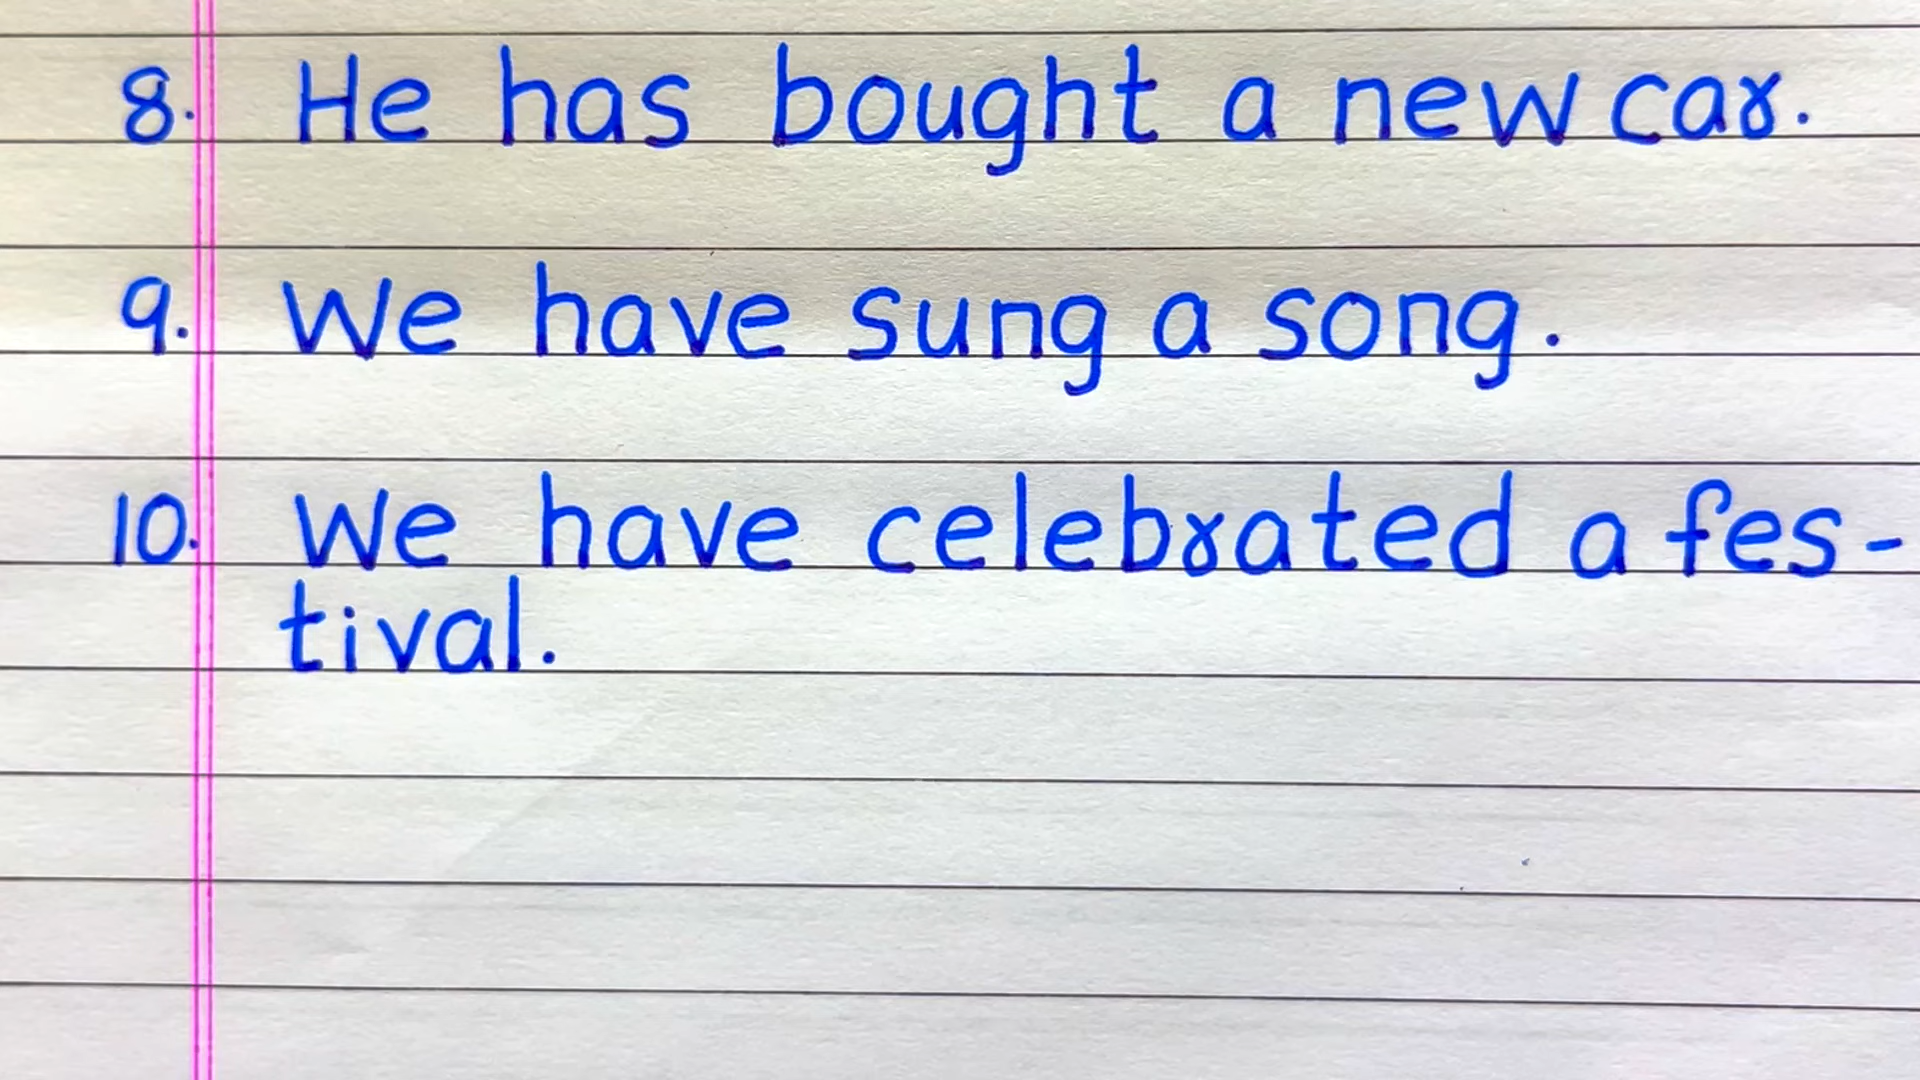 8. He has bought a new car.
9. We have sung a song.
10. We have celebrated a fes-
tival.